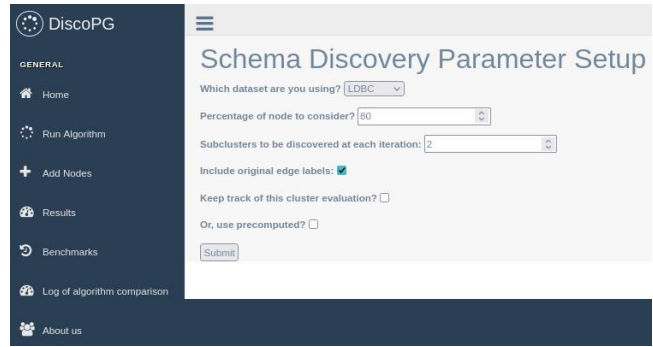 DiscoPG
GENERAL
Home
Run Algorithm
Add Nodes
Results
Benchmarks
Log of algorithm comparison
About us
Schema Discovery Parameter Setup
Which dataset are you using? LDBC
Percentage of node to consider? 80
Subclusters to be discovered at each iteration: 2
Include original edge labels:
Keep track of this cluster evaluation?
Or, use precomputed?
Submit